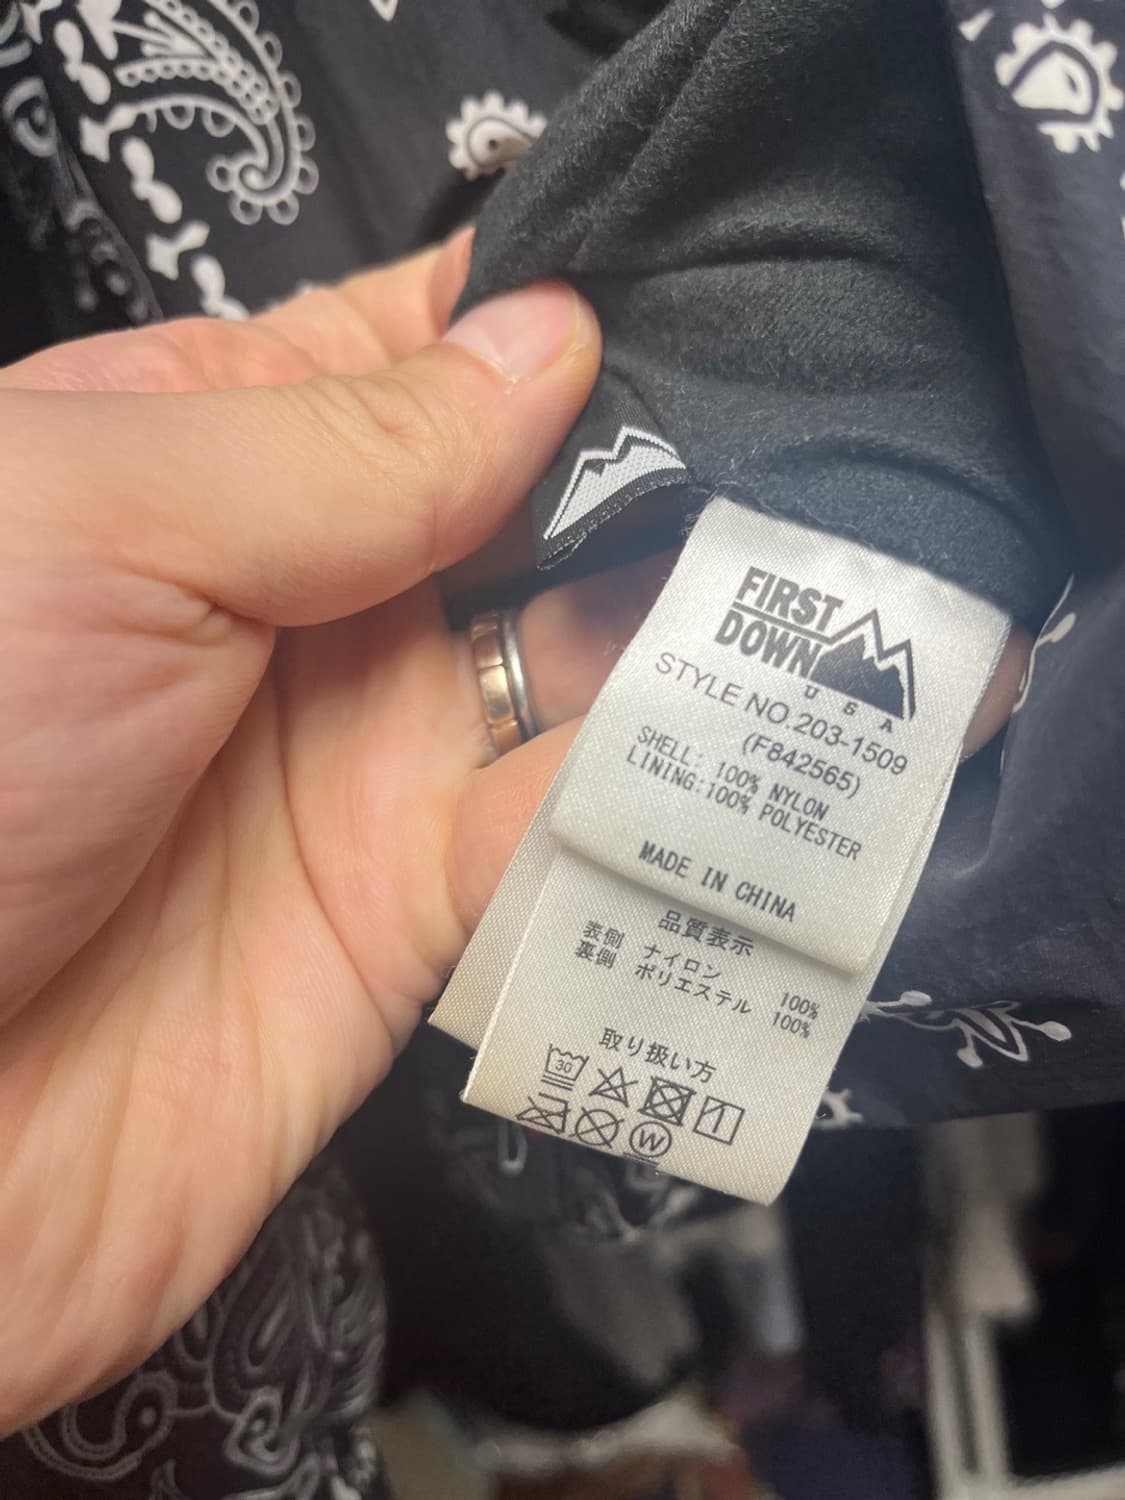 FIRST
DOWN
U S A
STYLE NO.203-1509
(F842565)
SHELL: 100% NYLON
LINING:100% POLYESTER
MADE IN CHINA
品質表示
表側 ナイロン 100%
裏側 ポリエステル 100%
取り扱い方
30
W